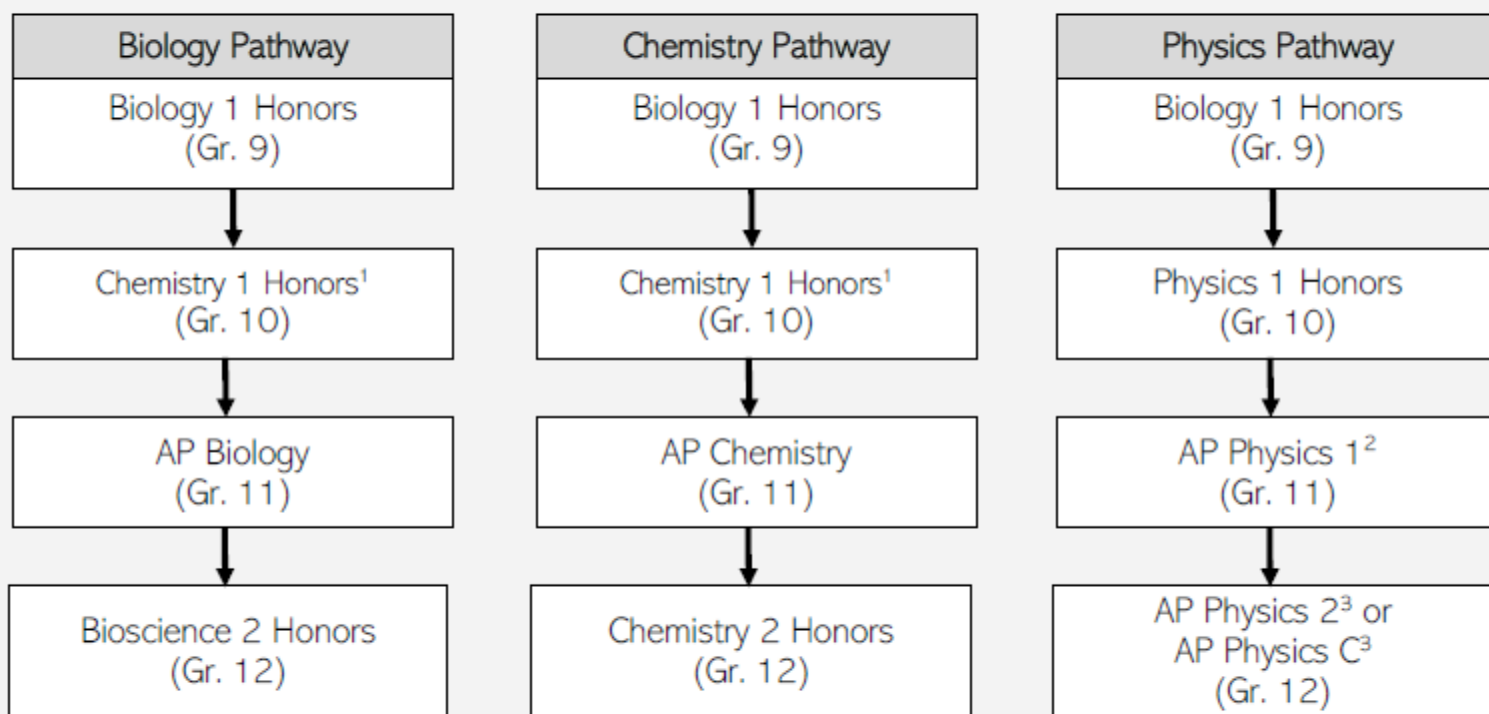 Biology Pathway
Biology 1 Honors
(Gr. 9)
Chemistry 1 Honors¹
(Gr. 10)
AP Biology
(Gr. 11)
Bioscience 2 Honors
(Gr. 12)
Chemistry Pathway
Biology 1 Honors
(Gr. 9)
Chemistry 1 Honors¹
(Gr. 10)
AP Chemistry
(Gr. 11)
Chemistry 2 Honors
(Gr. 12)
Physics Pathway
Biology 1 Honors
(Gr. 9)
Physics 1 Honors
(Gr. 10)
AP Physics 1²
(Gr. 11)
AP Physics 2³ or
AP Physics C³
(Gr. 12)